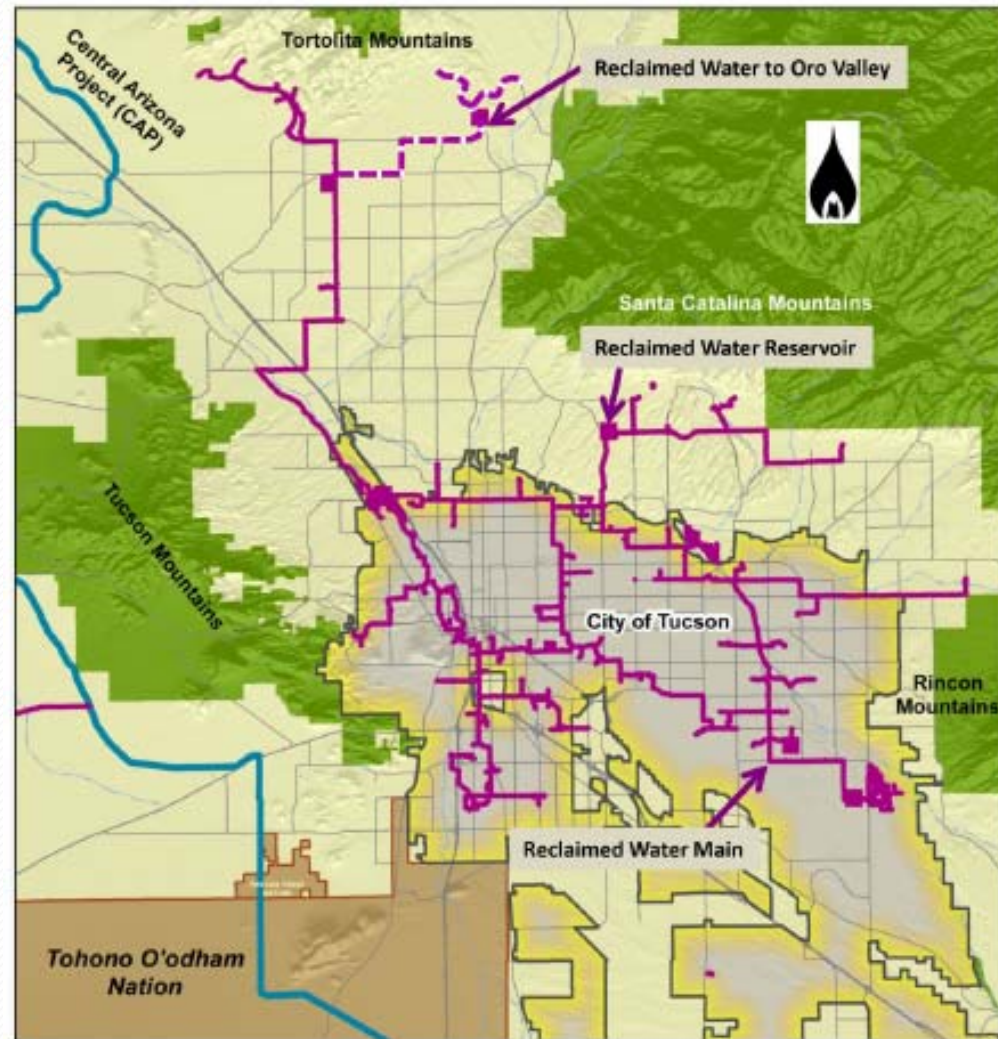 Tortolita Mountains
Central Arizona
Project (CAP)
Reclaimed Water to Oro Valley
Santa Catalina Mountains
Reclaimed Water Reservoir
Tucson Mountains
City of Tucson
Rincon
Mountains
Reclaimed Water Main
Tohono O'odham
Nation